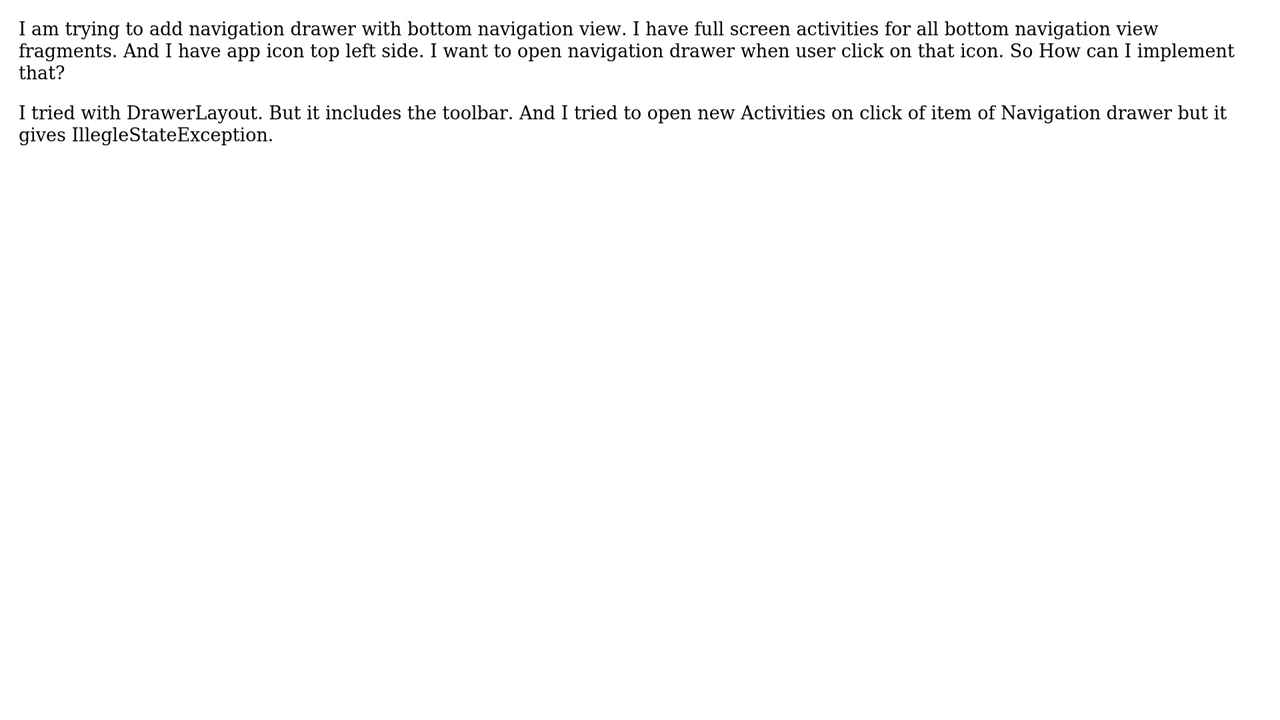 I am trying to add navigation drawer with bottom navigation view. I have full screen activities for all bottom navigation view
fragments. And I have app icon top left side. I want to open navigation drawer when user click on that icon. So How can I implement
that?
I tried with DrawerLayout. But it includes the toolbar. And I tried to open new Activities on click of item of Navigation drawer but it
gives IllegleStateException.